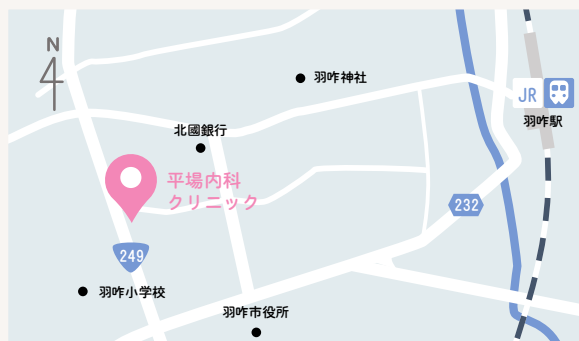 N
羽咋神社
JR
羽咋駅
北國銀行
平場内科
クリニック
232
249
羽咋小学校
羽咋市役所